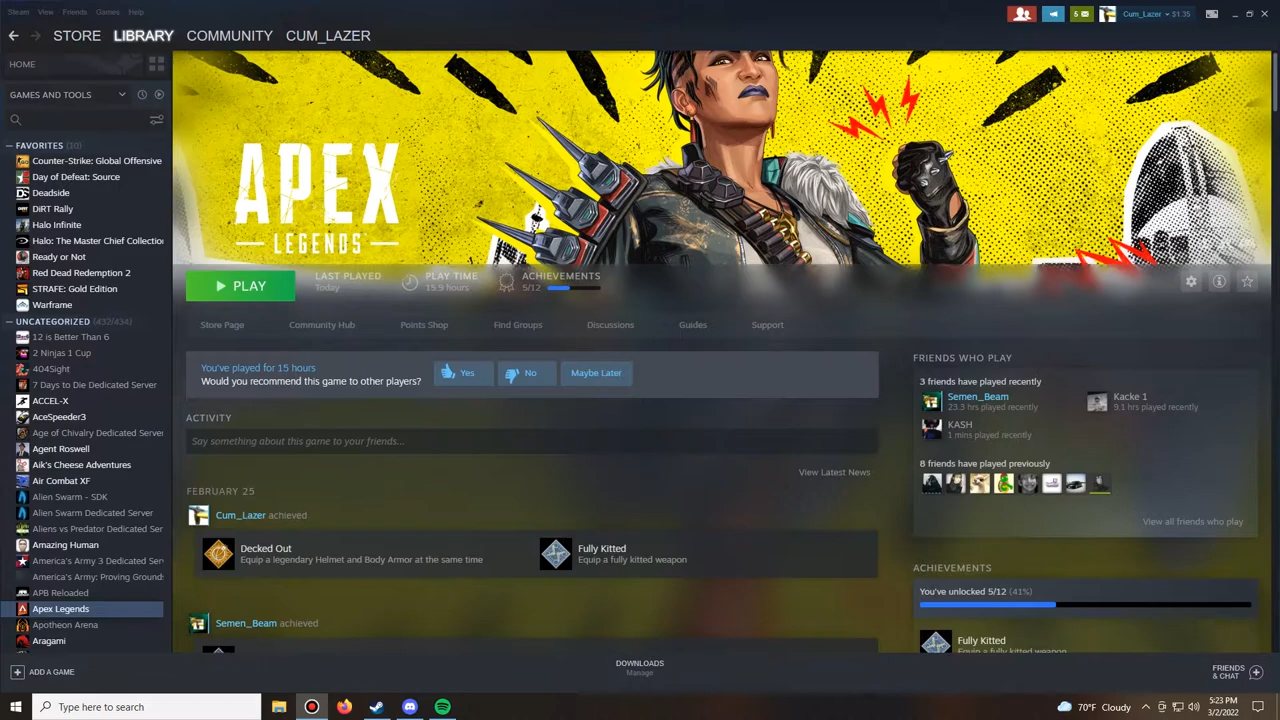 Steam View Friends Games Help
5 Cum_Lazer $1.35
STORE LIBRARY COMMUNITY CUM_LAZER
HOME
GAMES AND TOOLS
FAVORITES (10)
Counter-Strike: Global Offensive
Day of Defeat: Source
Deadside
DiRT Rally
Halo Infinite
Halo: The Master Chief Collectio
Ready or Not
Red Dead Redemption 2
STRAFE: Gold Edition
Warframe
UNCATEGORIZED (432/434)
12 is Better Than 6
2 Ninjas 1 Cup
404Sight
7 Days to Die Dedicated Server
ACCEL-X
AceSpeeder3
Age of Chivalry Dedicated Server
Agent Roswell
Aik's Cheese Adventures
Air Combat XF
Alien Swarm - SDK
Alien Swarm Dedicated Server
Aliens vs Predator Dedicated Ser
Amazing Human
America's Army 3 Dedicated Serv
America's Army: Proving Grounds
APB Reloaded
Apex Legends
Apotheon Arena
Aragami
ADD A GAME
APEX
LEGENDS
PLAY
LAST PLAYED
Today
PLAY TIME
15.9 hours
ACHIEVEMENTS
5/12
Store Page Community Hub Points Shop Find Groups Discussions Guides Support
You've played for 15 hours
Would you recommend this game to other players?
Yes No Maybe Later
ACTIVITY
Say something about this game to your friends...
View Latest News
FEBRUARY 25
Cum_Lazer achieved
Decked Out
Equip a legendary Helmet and Body Armor at the same time
Fully Kitted
Equip a fully kitted weapon
Semen_Beam achieved
FRIENDS WHO PLAY
3 friends have played recently
Semen_Beam
23.3 hrs played recently
Kacke 1
9.1 hrs played recently
KASH
1 mins played recently
8 friends have played previously
View all friends who play
ACHIEVEMENTS
You've unlocked 5/12 (41%)
Fully Kitted
Equip a fully kitted weapon
DOWNLOADS
Manage
FRIENDS
& CHAT
Type here to search
70°F Cloudy
5:23 PM
3/2/2022